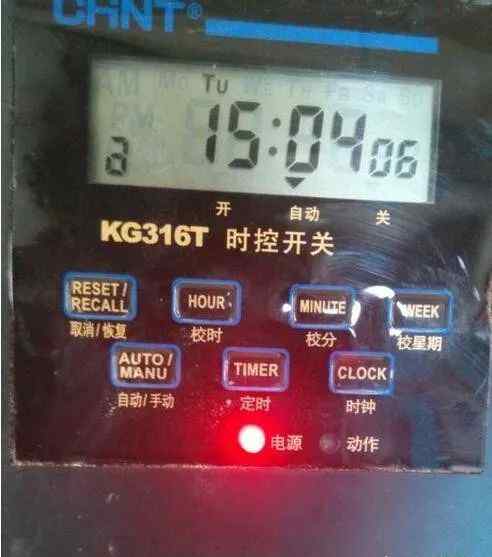 CHNT®
Tu
15:04 06
a
开 自动 关
KG316T 时控开关
RESET/ RECALL
HOUR
MINUTE
WEEK
取消/恢复
校时
校分
校星期
AUTO/ MANU
TIMER
CLOCK
自动/手动
定时
时钟
电源
动作